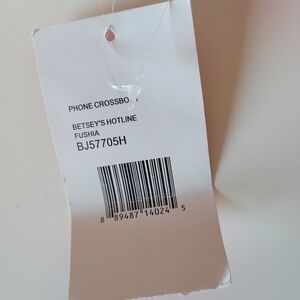 PHONE CROSSBO
BETSEY'S HOTLINE
FUSHIA
BJ57705H
8 89487 14024 5